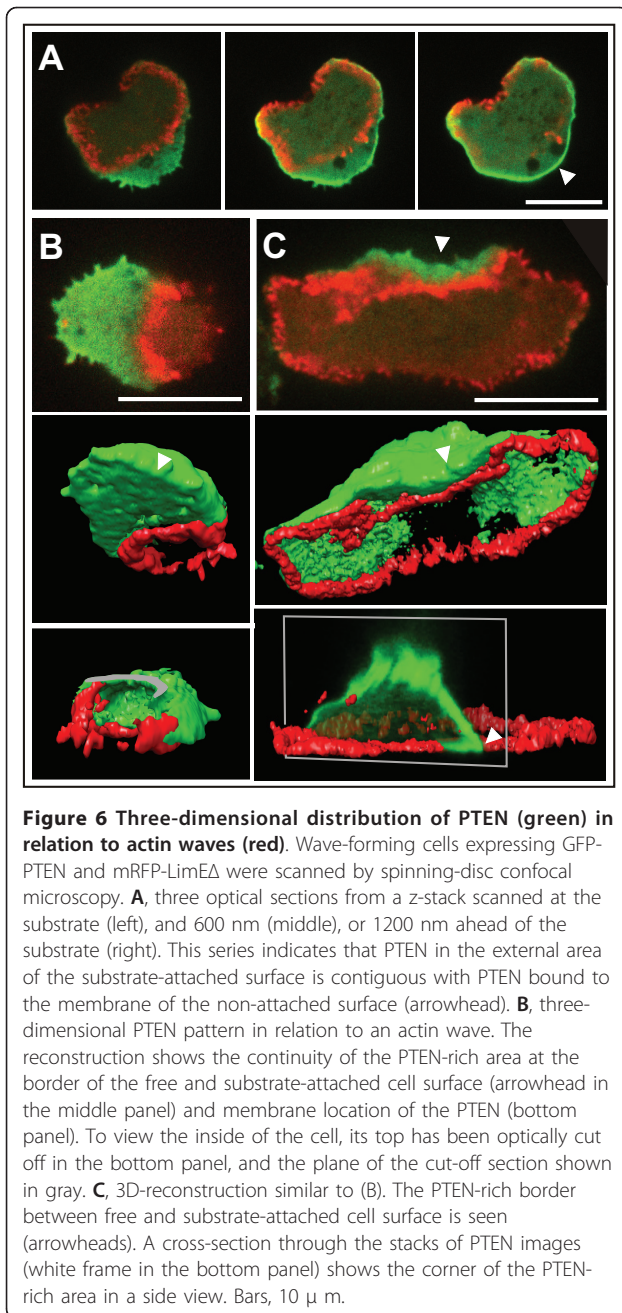 A
B
C
Figure 6 Three-dimensional distribution of PTEN (green) in
relation to actin waves (red). Wave-forming cells expressing GFP-
PTEN and mRFP-LimEΔ were scanned by spinning-disc confocal
microscopy. A, three optical sections from a z-stack scanned at the
substrate (left), and 600 nm (middle), or 1200 nm ahead of the
substrate (right). This series indicates that PTEN in the external area
of the substrate-attached surface is contiguous with PTEN bound to
the membrane of the non-attached surface (arrowhead). B, three-
dimensional PTEN pattern in relation to an actin wave. The
reconstruction shows the continuity of the PTEN-rich area at the
border of the free and substrate-attached cell surface (arrowhead in
the middle panel) and membrane location of the PTEN (bottom
panel). To view the inside of the cell, its top has been optically cut
off in the bottom panel, and the plane of the cut-off section shown
in gray. C, 3D-reconstruction similar to (B). The PTEN-rich border
between free and substrate-attached cell surface is seen
(arrowheads). A cross-section through the stacks of PTEN images
(white frame in the bottom panel) shows the corner of the PTEN-
rich area in a side view. Bars, 10 μ m.